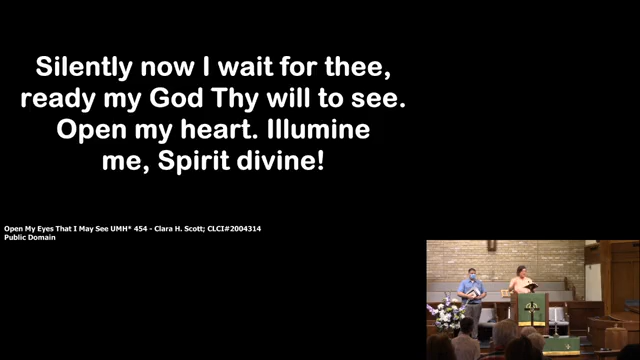 Silently now I wait for thee,
ready my God Thy will to see.
Open my heart. Illumine
me, Spirit divine!
Open My Eyes That I May See UMH* 454 - Clara H. Scott; CLCI#2004314
Public Domain